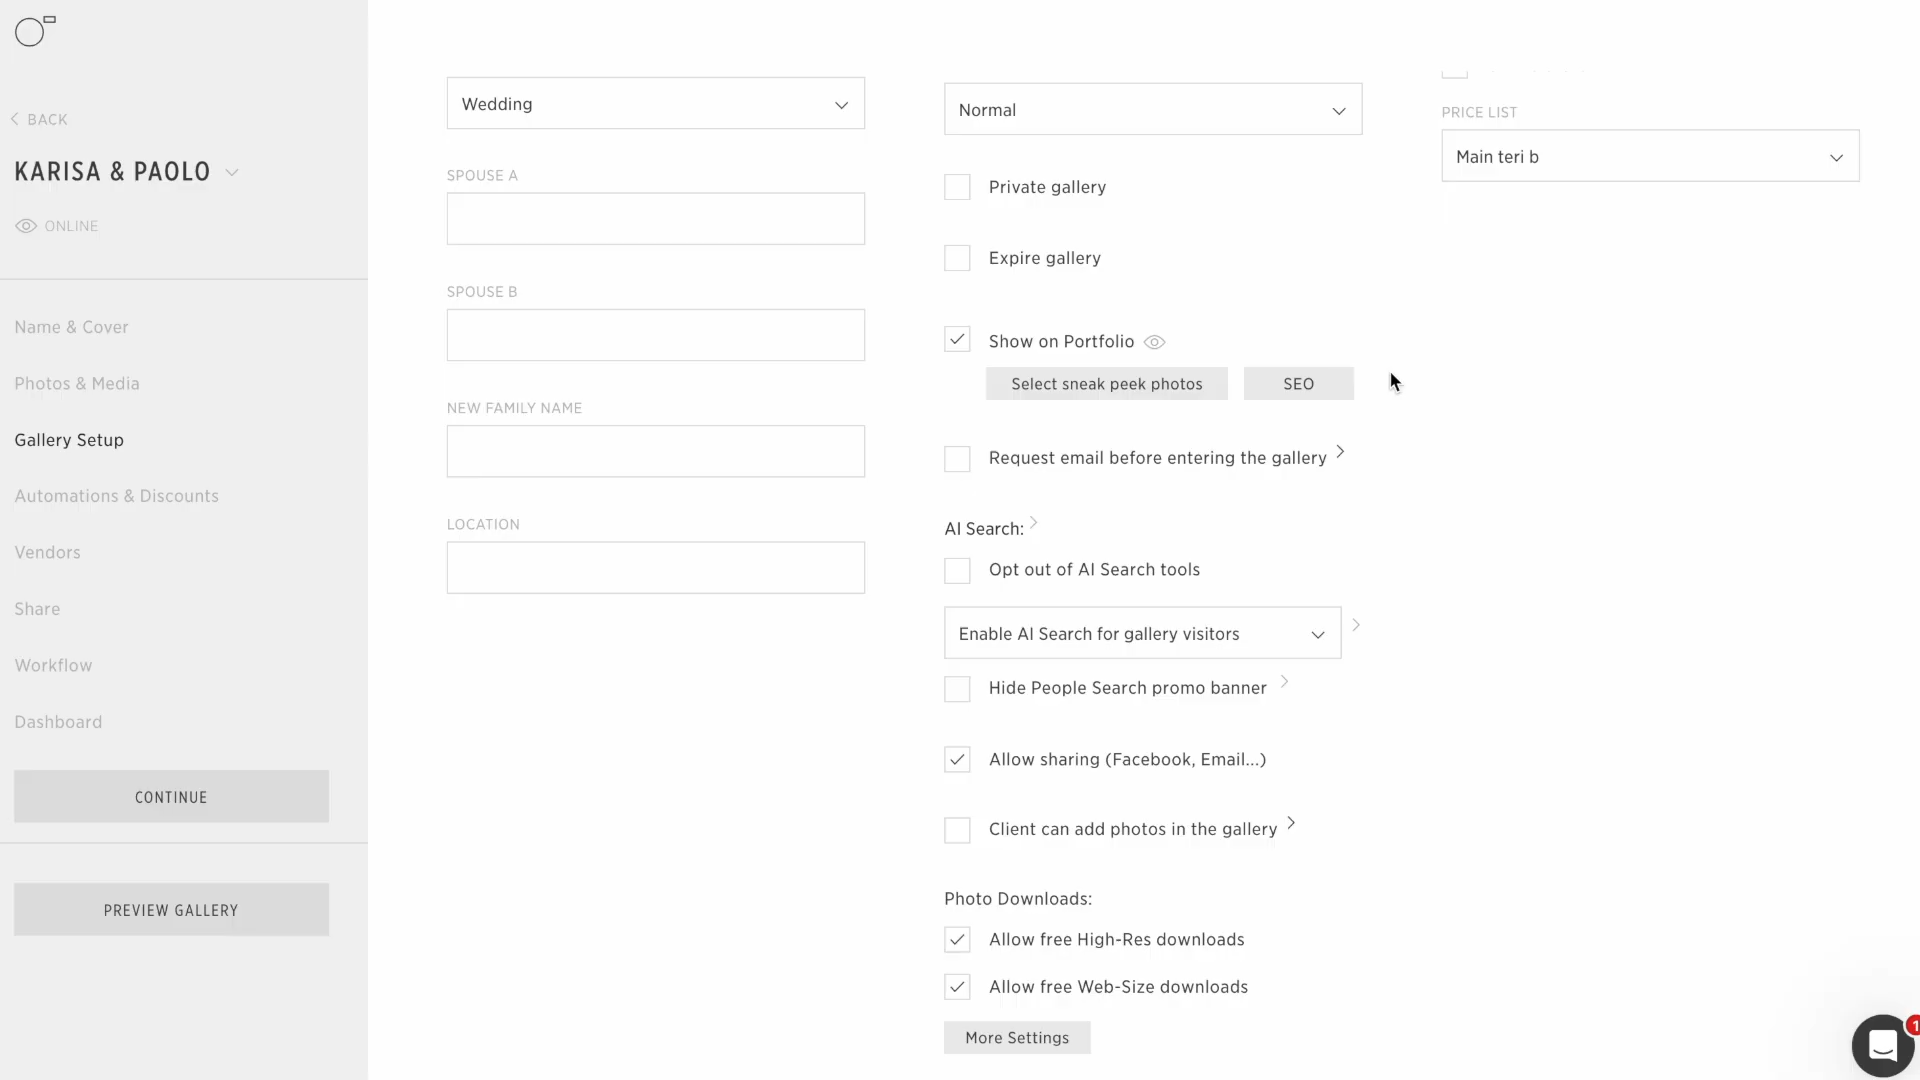 BACK
KARISA & PAOLO
ONLINE
Name & Cover
Photos & Media
Gallery Setup
Automations & Discounts
Vendors
Share
Workflow
Dashboard
CONTINUE
PREVIEW GALLERY
Wedding
SPOUSE A
SPOUSE B
NEW FAMILY NAME
LOCATION
Normal
Private gallery
Expire gallery
Show on Portfolio
Select sneak peek photos
SEO
Request email before entering the gallery
AI Search:
Opt out of AI Search tools
Enable AI Search for gallery visitors
Hide People Search promo banner
Allow sharing (Facebook, Email...)
Client can add photos in the gallery
Photo Downloads:
Allow free High-Res downloads
Allow free Web-Size downloads
More Settings
PRICE LIST
Main teri b
1